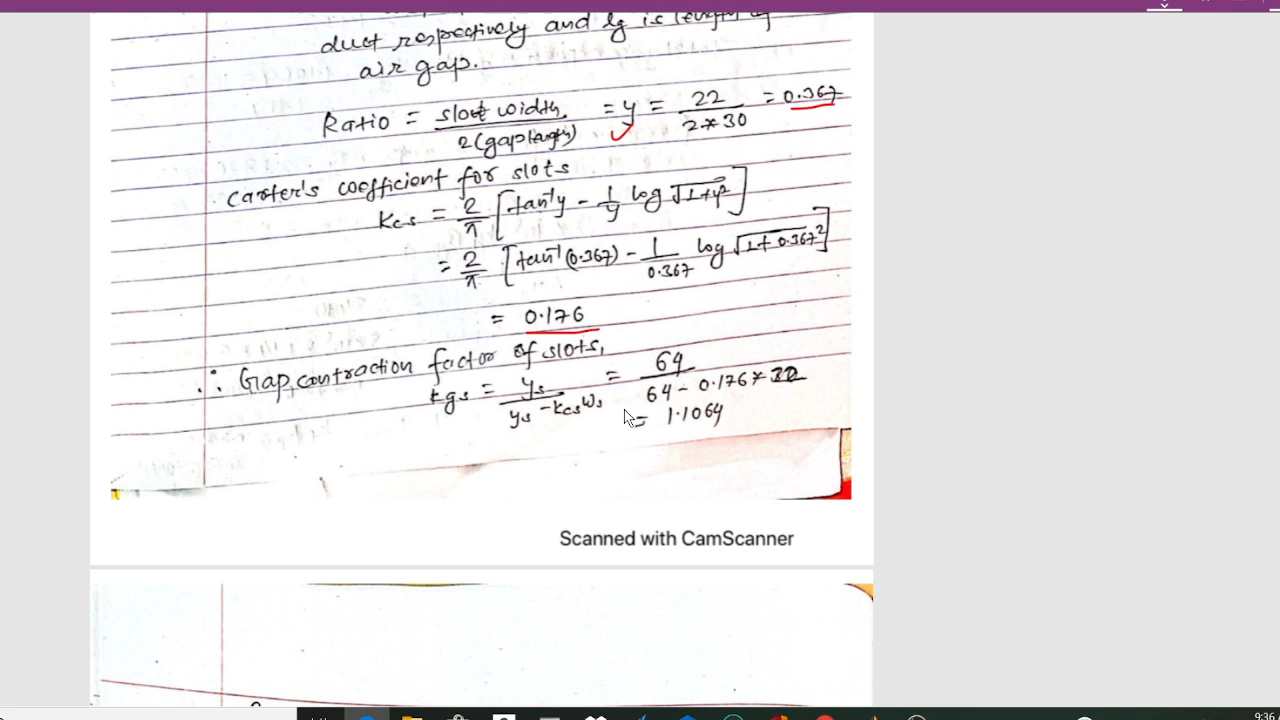 duct respectively and lg is length of
air gap.
Ratio = slot width / 2(gap length) = y = 22 / 2*30 = 0.367
Carter's coefficient for slots
Kcs = 2/π [tan⁻¹y - 1/y log √1+y²]
= 2/π [tan⁻¹(0.367) - 1/0.367 log √1+0.367²]
= 0.176
∴ Gap contraction factor of slots,
kgs = ys / ys - kcsWs = 64 / 64 - 0.176*
= 1.1064
Scanned with CamScanner
9:36